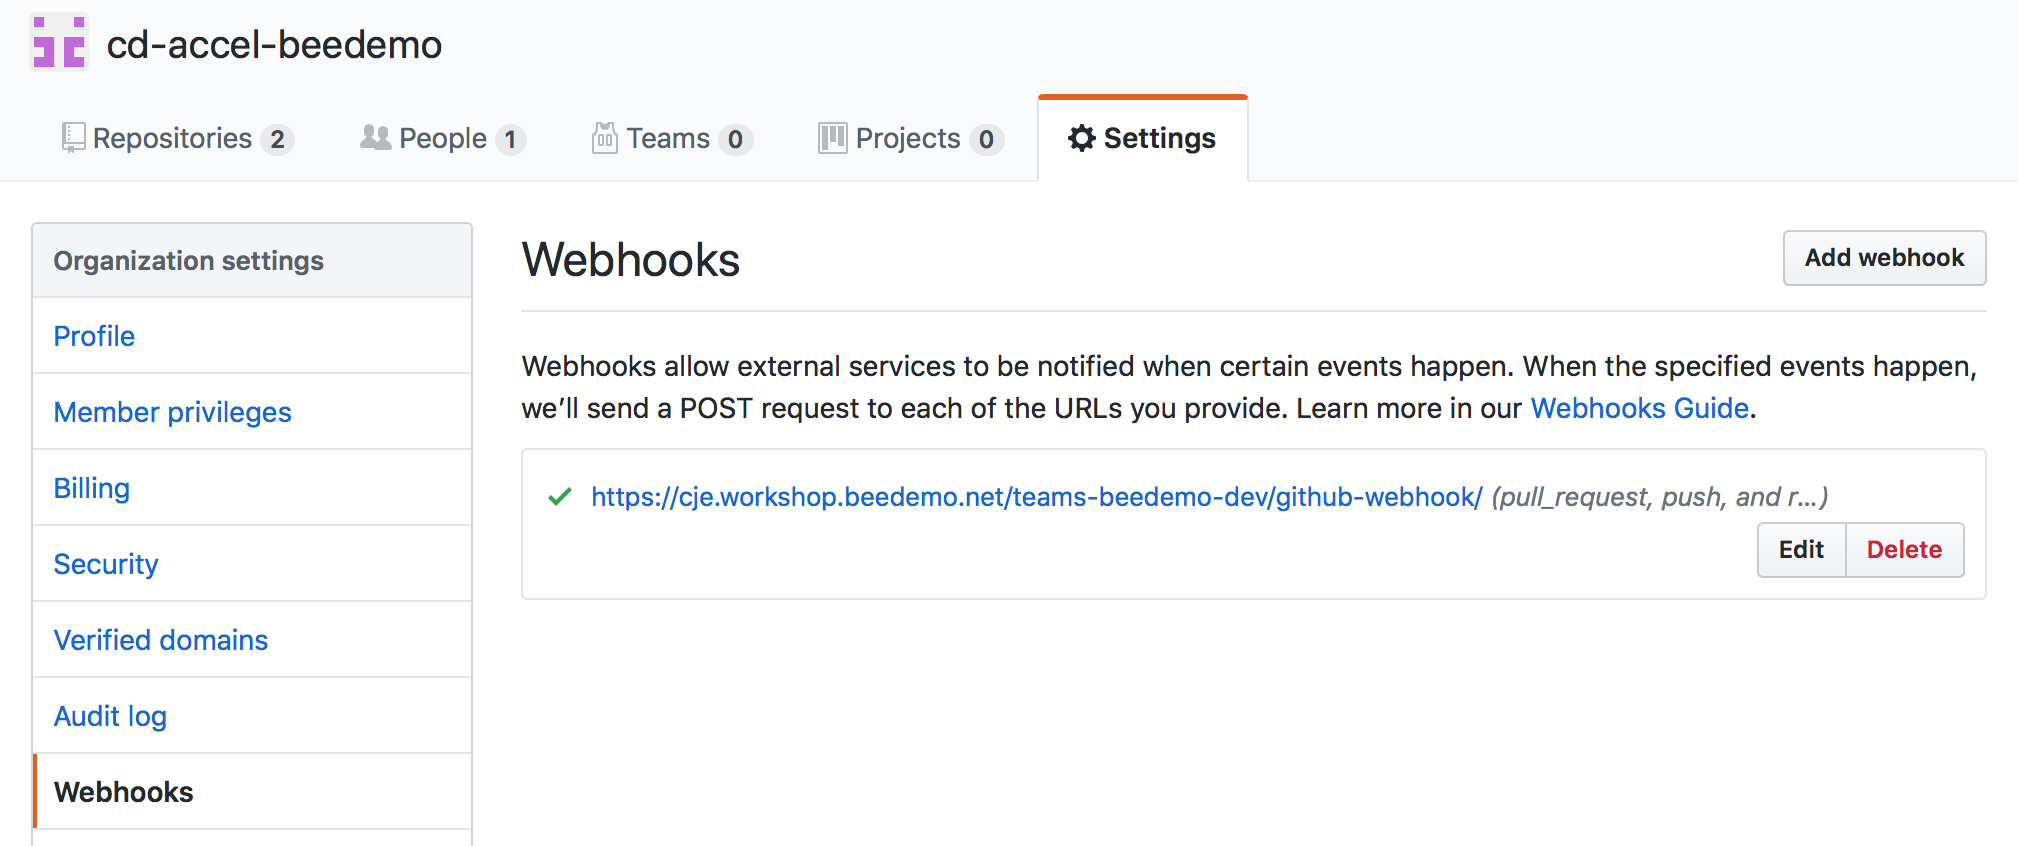 cd-accel-beedemo
Repositories 2
People 1
Teams 0
Projects 0
Settings
Organization settings
Profile
Member privileges
Billing
Security
Verified domains
Audit log
Webhooks
Webhooks
Add webhook
Webhooks allow external services to be notified when certain events happen. When the specified events happen,
we’ll send a POST request to each of the URLs you provide. Learn more in our Webhooks Guide.
https://cje.workshop.beedemo.net/teams-beedemo-dev/github-webhook/ (pull_request, push, and r...)
Edit
Delete